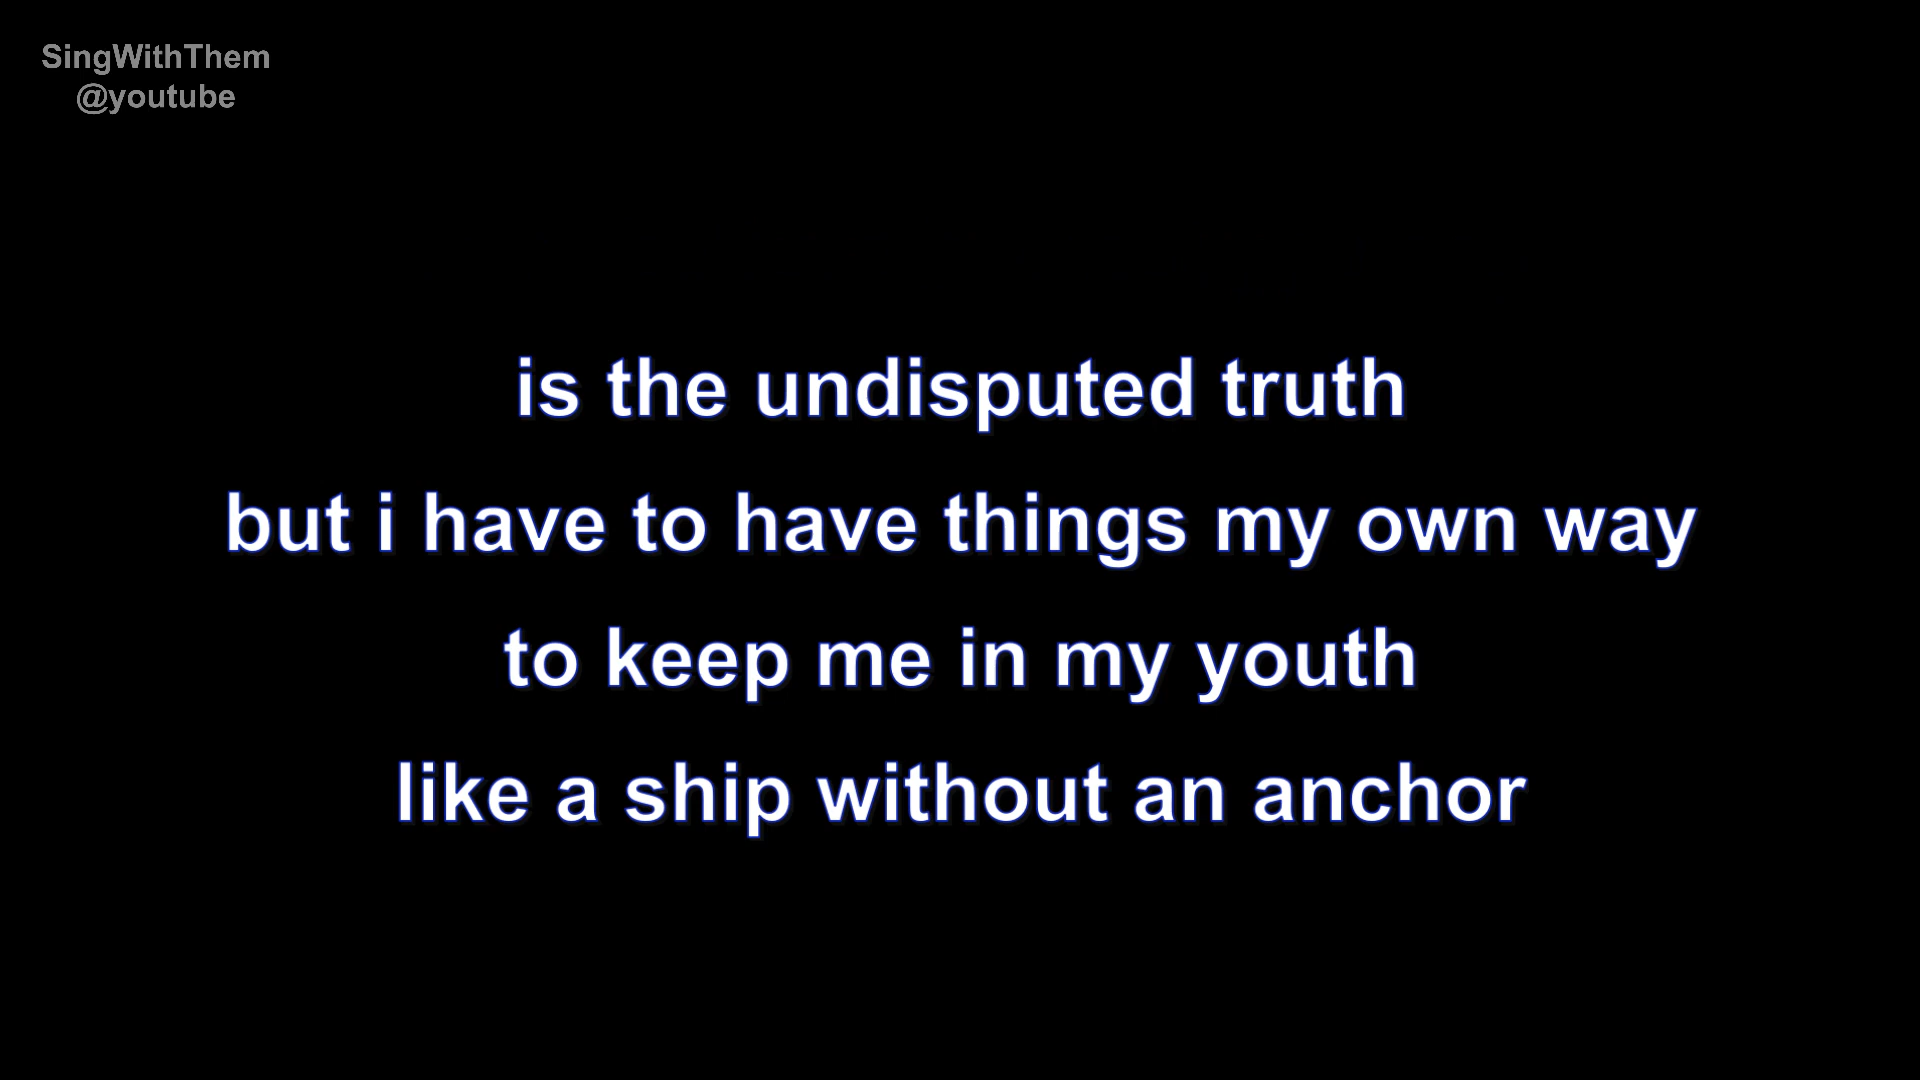 SingWithThem
@youtube
is the undisputed truth
but i have to have things my own way
to keep me in my youth
like a ship without an anchor